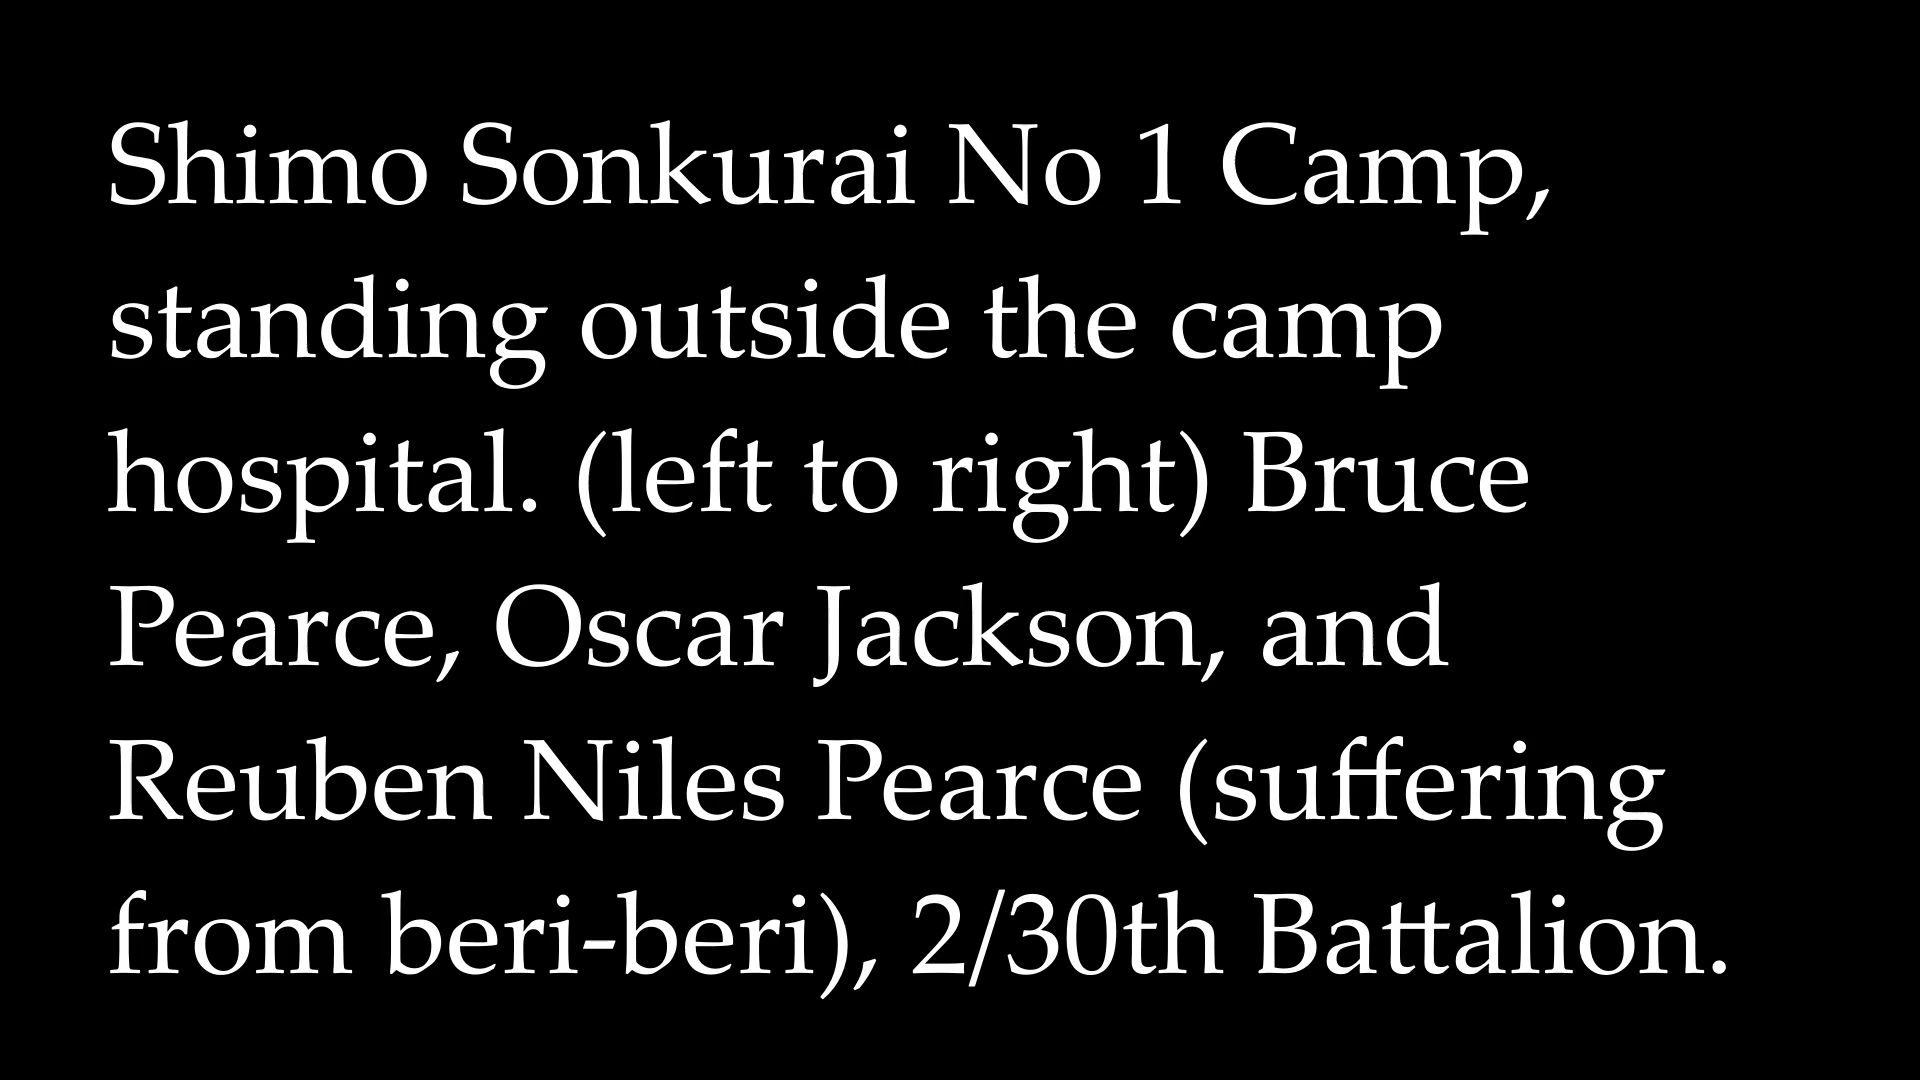 Shimo Sonkurai No 1 Camp,
standing outside the camp
hospital. (left to right) Bruce
Pearce, Oscar Jackson, and
Reuben Niles Pearce (suffering
from beri-beri), 2/30th Battalion.